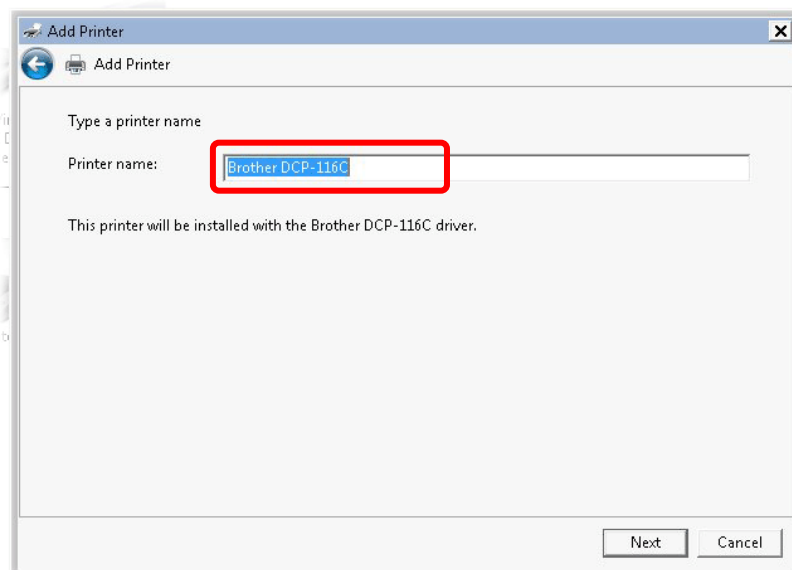 Add Printer
Add Printer
Type a printer name
Printer name: Brother DCP-116C
This printer will be installed with the Brother DCP-116C driver.
Next Cancel